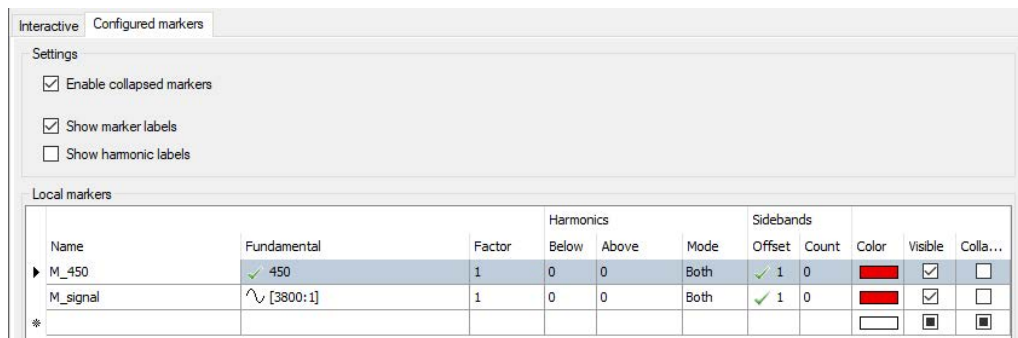 Interactive Configured markers
Settings
Enable collapsed markers
Show marker labels
Show harmonic labels
Local markers
Harmonics Sidebands
Name Fundamental Factor Below Above Mode Offset Count Color Visible Colla...
M_450 450 1 0 0 Both 1 0
M_signal [3800:1] 1 0 0 Both 1 0